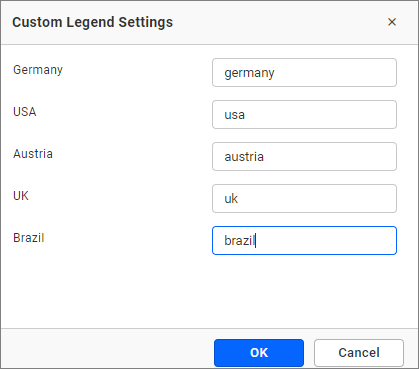 Custom Legend Settings ×
Germany germany
USA usa
Austria austria
UK uk
Brazil brazil
OK Cancel